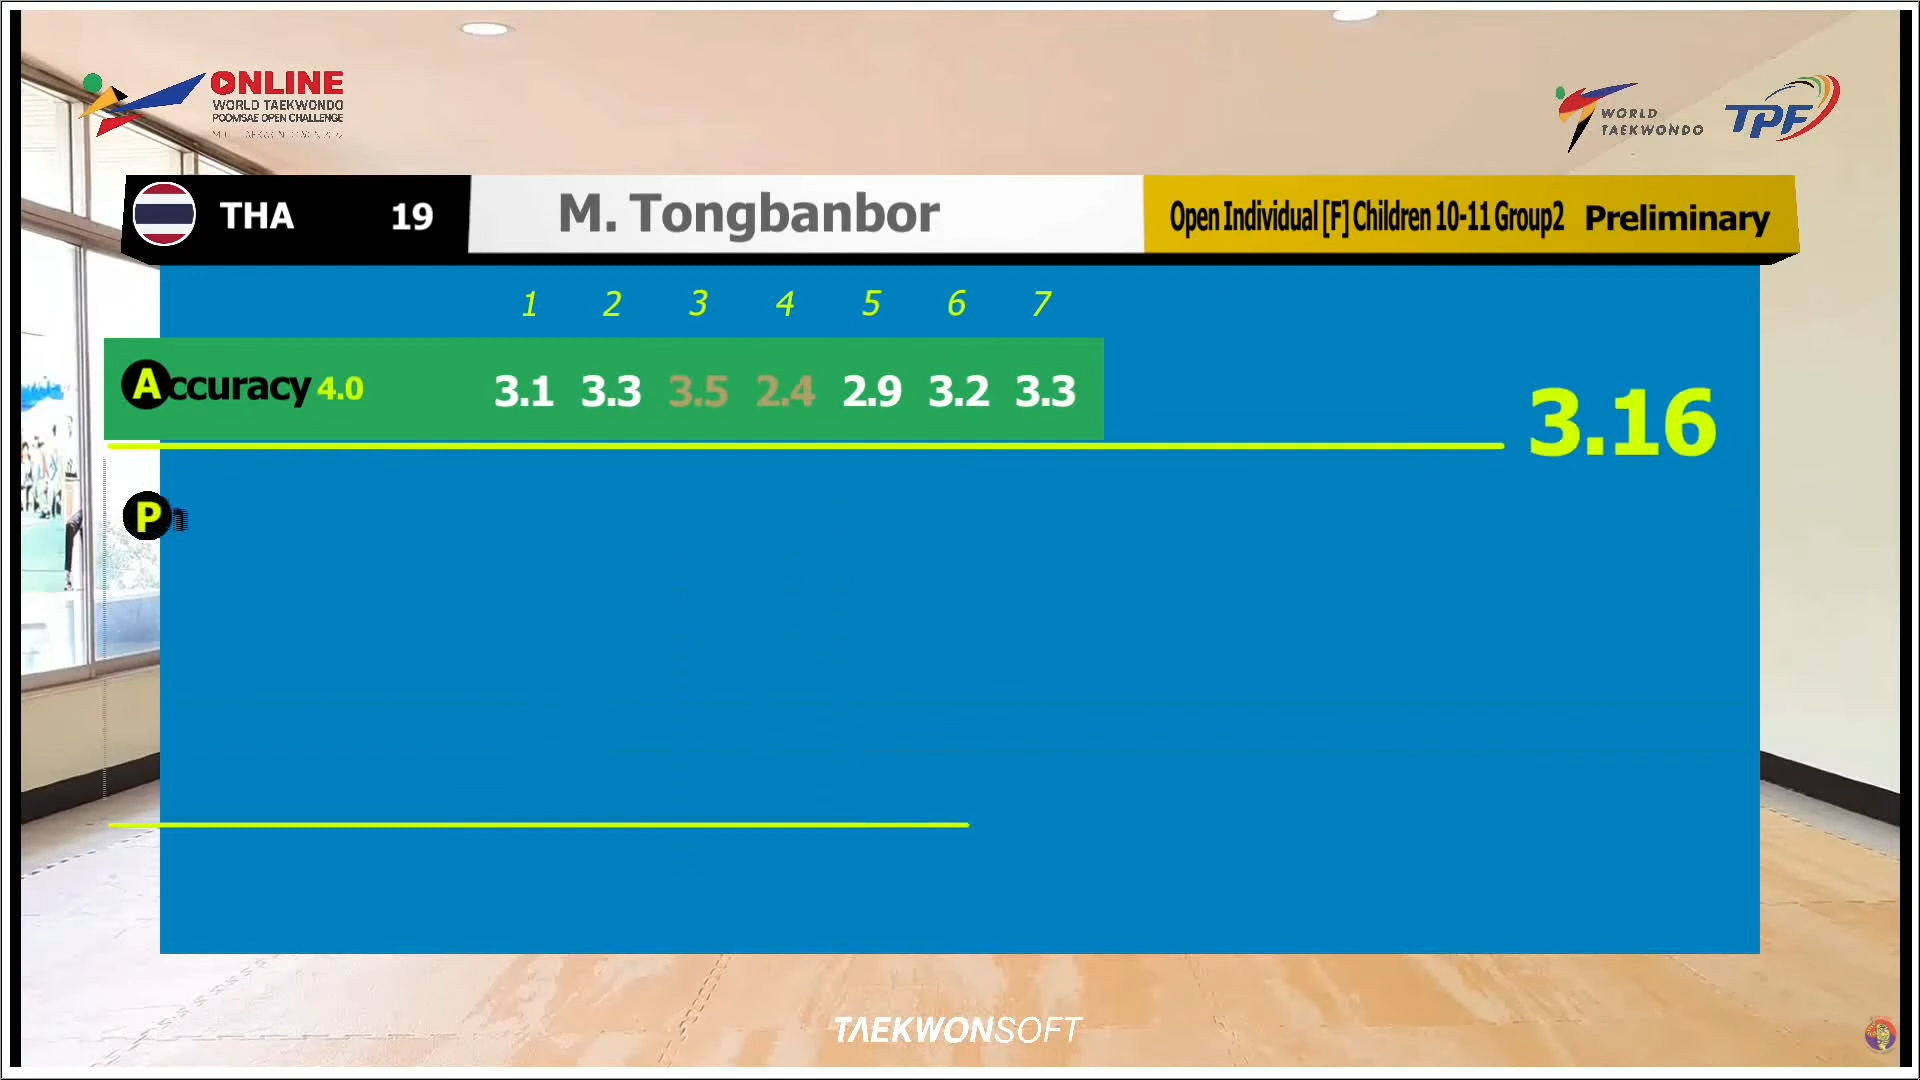 ONLINE
WORLD TAEKWONDO
POOMSAE OPEN CHALLENGE
WORLD
TAEKWONDO
TPF
THA 19 M. Tongbanbor Open Individual [F] Children 10-11 Group2 Preliminary
1 2 3 4 5 6 7
Accuracy 4.0 3.1 3.3 3.5 2.4 2.9 3.2 3.3
3.16
P
TAEKWONSOFT